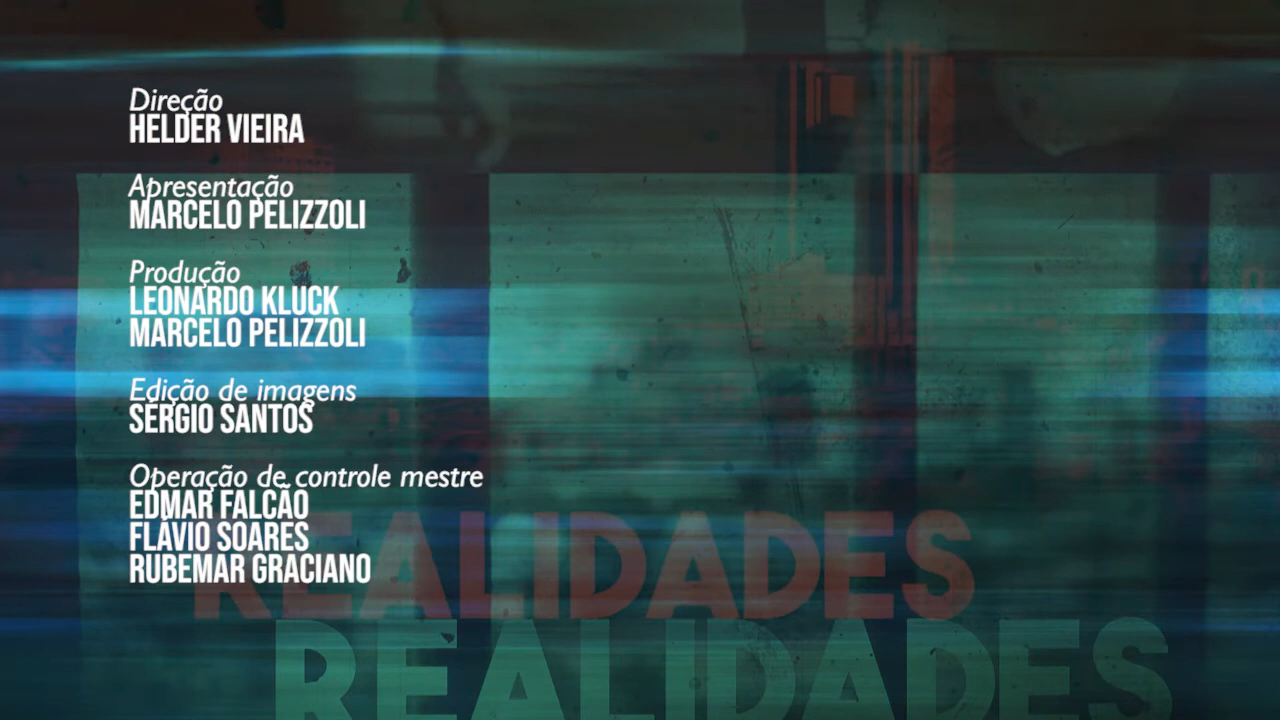 Direção
HELDER VIEIRA
Apresentação
MARCELO PELIZZOLI
Produção
LEONARDO KLUCK
MARCELO PELIZZOLI
Edição de imagens
SÉRGIO SANTOS
Operação de controle mestre
EDMAR FALCÃO
FLÁVIO SOARES
RUBEMAR GRACIANO
REALIDADES
REALIDADES